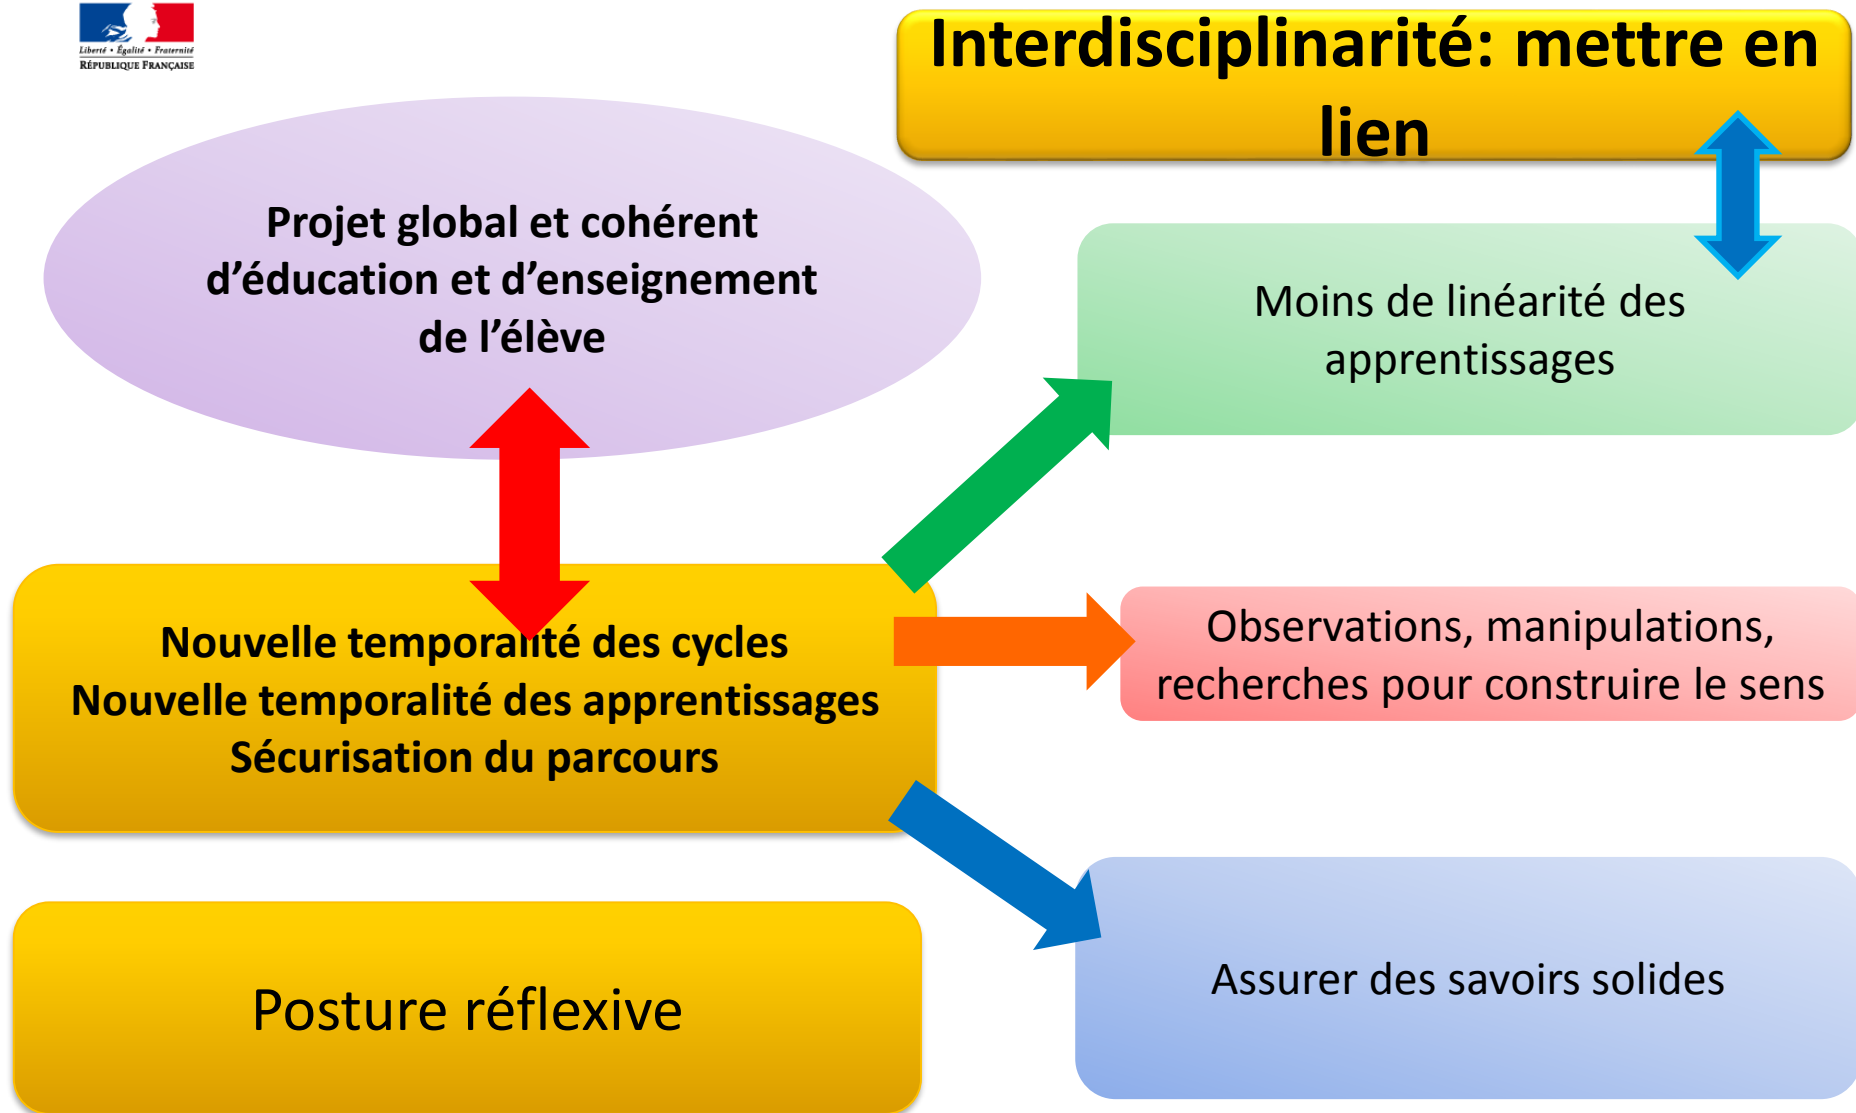 Liberté • Égalité • Fraternité
RÉPUBLIQUE FRANÇAISE
Interdisciplinarité: mettre en
lien
Projet global et cohérent
d’éducation et d’enseignement
de l’élève
Moins de linéarité des
apprentissages
Nouvelle temporalité des cycles
Nouvelle temporalité des apprentissages
Sécurisation du parcours
Observations, manipulations,
recherches pour construire le sens
Posture réflexive
Assurer des savoirs solides